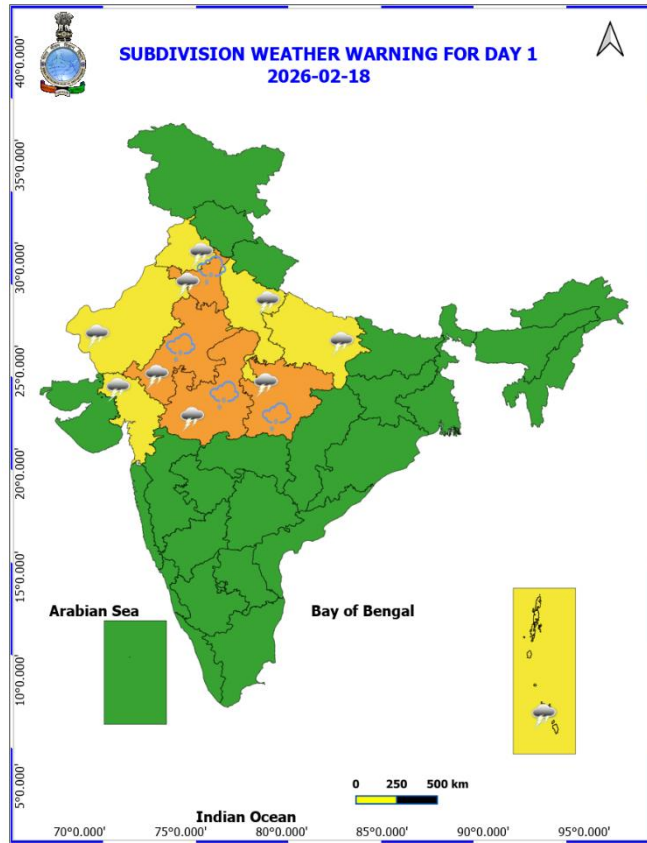 SUBDIVISION WEATHER WARNING FOR DAY 1
2026-02-18
40°0.000'
35°0.000'
30°0.000'
25°0.000'
20°0.000'
15°0.000'
10°0.000'
5°0.000'
Arabian Sea
Bay of Bengal
0 250 500 km
Indian Ocean
70°0.000' 75°0.000' 80°0.000' 85°0.000' 90°0.000' 95°0.000'